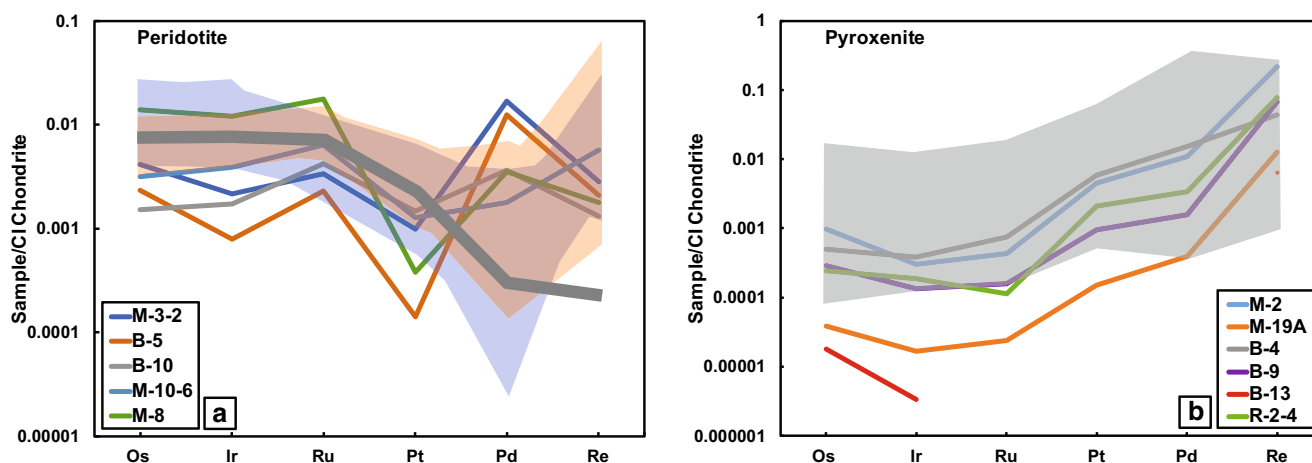 Peridotite
Sample/CI Chondrite
0.1
0.01
0.001
0.0001
0.00001
M-3-2
B-5
B-10
M-10-6
M-8
a
Os Ir Ru Pt Pd Re
Pyroxenite
Sample/CI Chondrite
1
0.1
0.01
0.001
0.0001
0.00001
0.000001
M-2
M-19A
B-4
B-9
B-13
R-2-4
b
Os Ir Ru Pt Pd Re